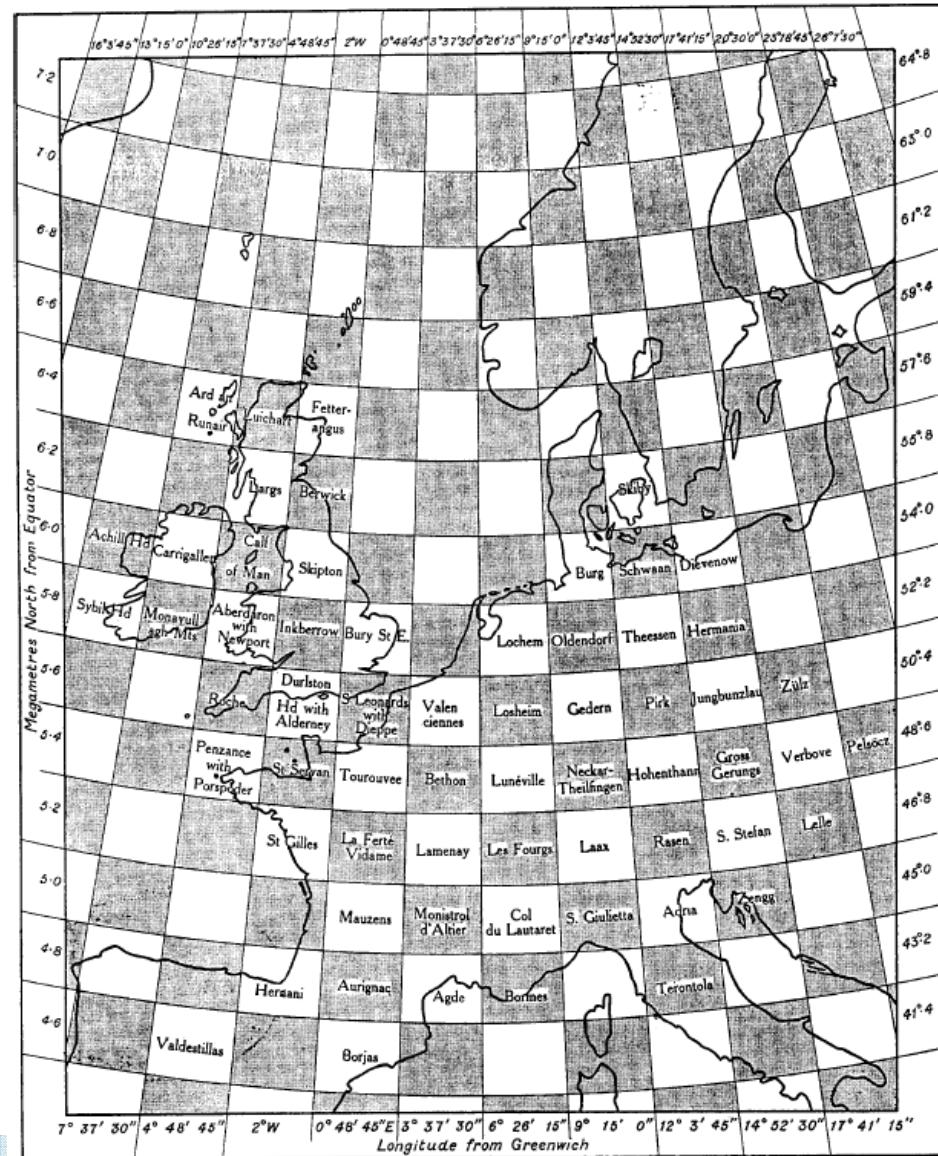 16°3'45" 13°15'0" 10°26'15" 7°37'30" 4°48'45" 2°W 0°48'45" 3°37'30" 6°26'15" 9°15'0" 12°3'45" 14°52'30" 17°41'15" 20°30'0" 23°18'45" 26°7'30"
7·2
7·0
6·8
6·6
6·4
6·2
6·0
5·8
5·6
5·4
5·2
5·0
4·8
4·6
64°·8
63°·0
61°·2
59°·4
57°·6
55°·8
54°·0
52°·2
50°·4
48°·6
46°·8
45°·0
43°·2
41°·4
Megametres North from Equator
Ard a
Runair
Luichart
Fetter-
angus
Largs
Berwick
Skiby
Achill Hd
Carrigallen
Calf
of Man
Skipton
Burg
Schwaan
Dievenow
Sybil Hd
Monavull
agh Mts
Aberdaron
with
Newport
Inkberrow
Bury St E.
Lochem
Oldendorf
Theessen
Hermania
Roche
Durlston
Hd with
Alderney
S Leonards
with
Dieppe
Valen
ciennes
Losheim
Gedern
Pirk
Jungbunzlau
Zülz
Penzance
with
Porspoder
St Servan
Tourouvee
Bethon
Lunéville
Neckar-
Theilfingen
Hohenthann
Gross
Gerungs
Verbove
Pelsöcz
St Gilles
La Ferté
Vidame
Lamenay
Les Fourgs
Laax
Rasen
S. Stefan
Lelle
Mauzens
Monistrol
d'Altier
Col
du Lautaret
S. Giulietta
Adria
Hernani
Aurignac
Agde
Bormes
Terontola
Valdestillas
Borjas
7° 37' 30" 4° 48' 45" 2°W 0°48'45"E 3° 37' 30" 6° 26' 15" 9° 15' 0" 12° 3' 45" 14° 52' 30" 17° 41' 15"
Longitude from Greenwich